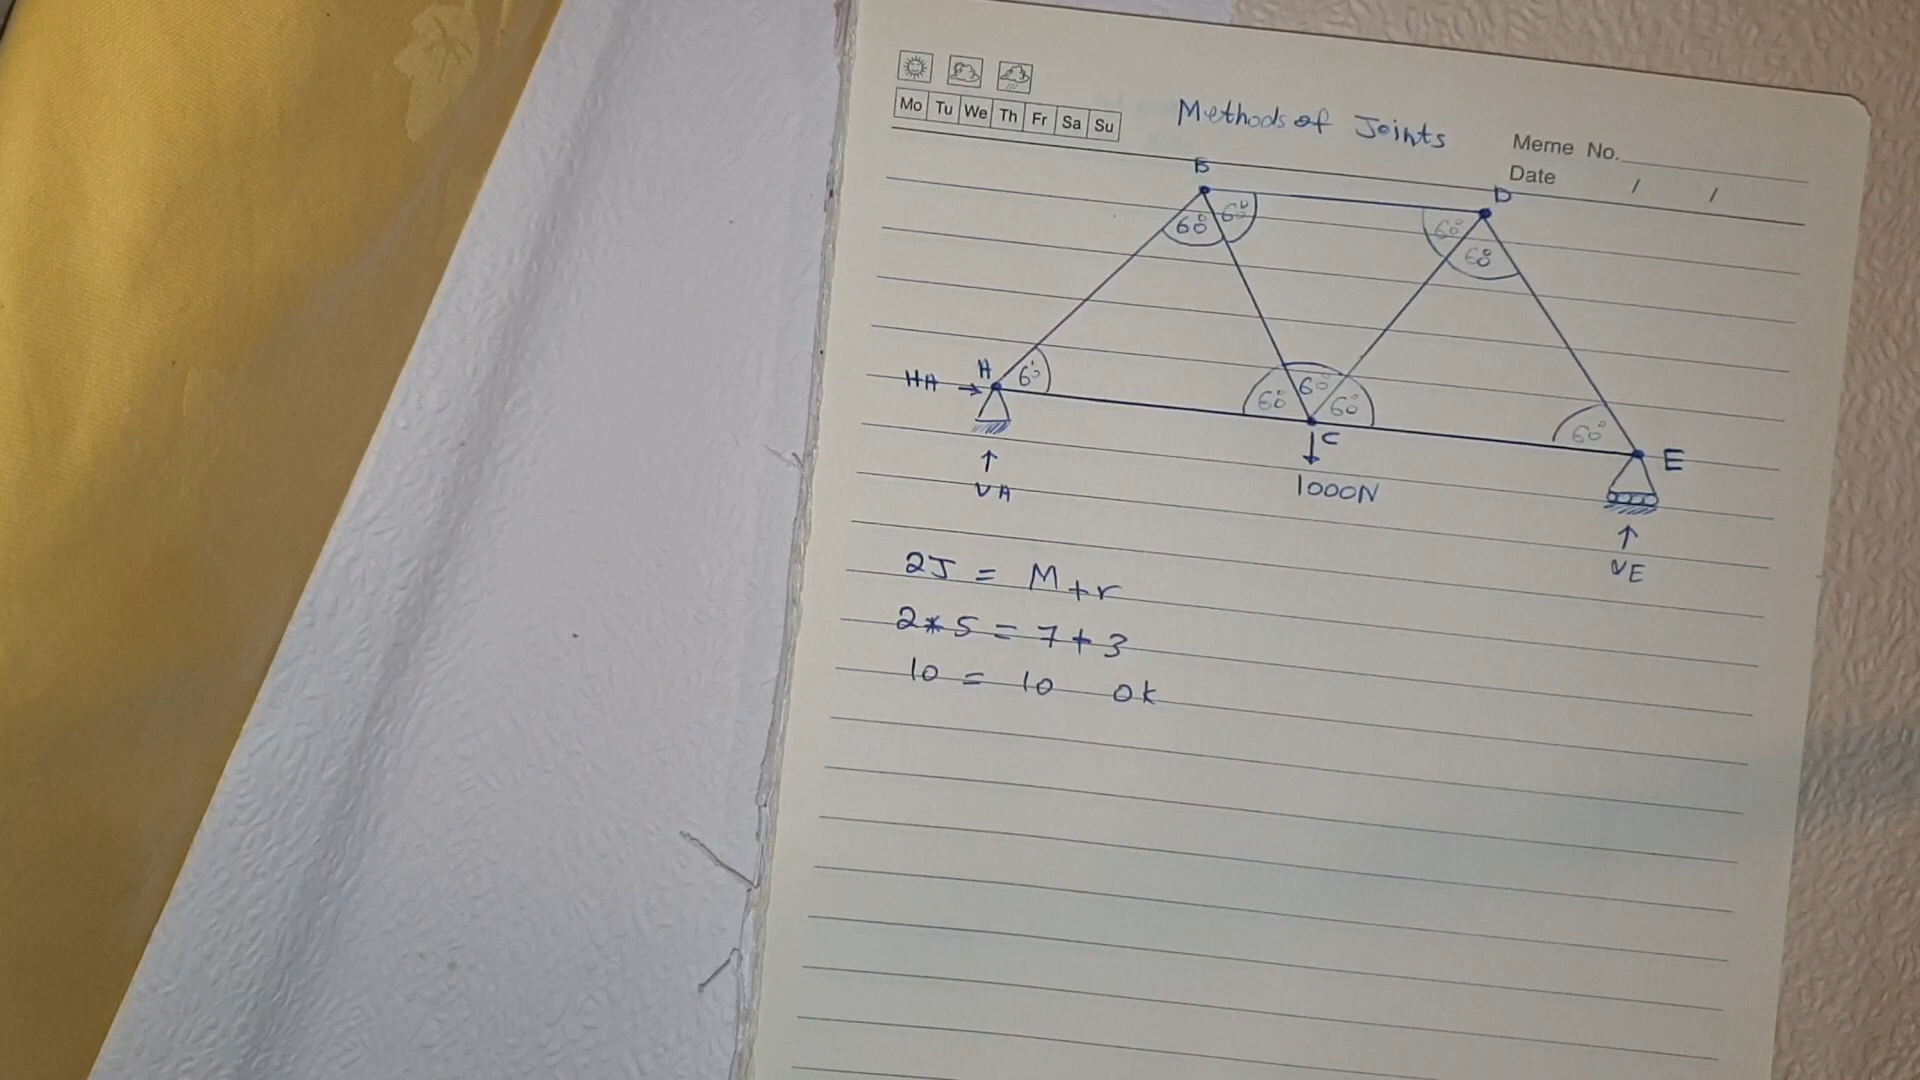 Mo Tu We Th Fr Sa Su
Methods of Joints
Meme No.
Date / /
B
D
60° 60°
60°
60°
HA → A 60°
60° 60° 60°
60° E
C
↑ ↓
VA 1000N
↑
VE
2J = M+r
2*5 = 7+3
10 = 10 ok